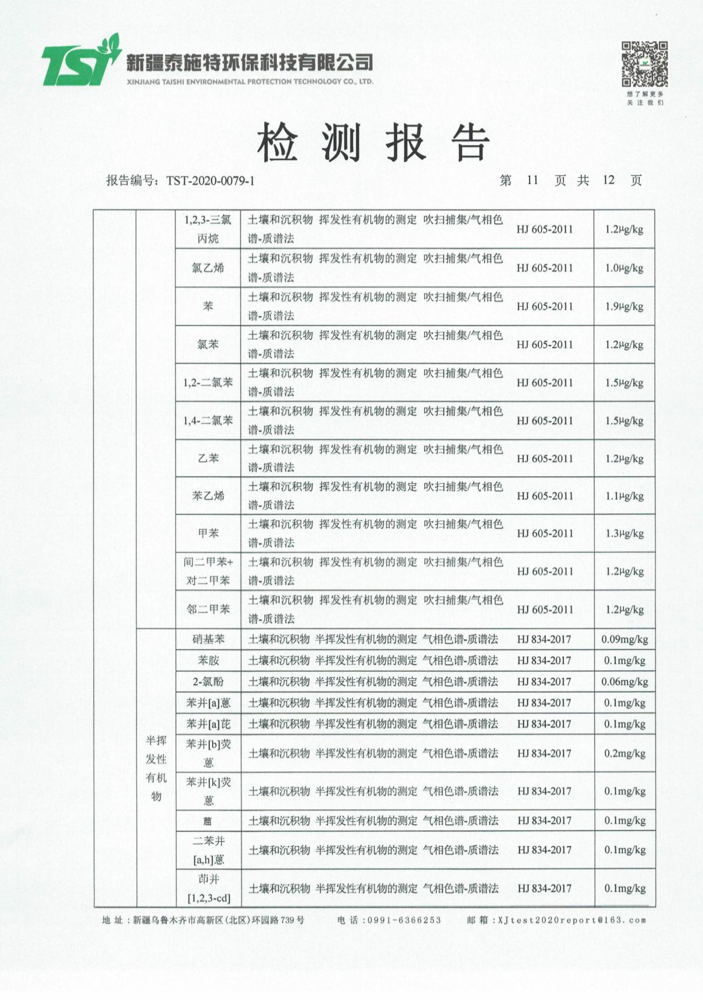 TST 新疆泰施特环保科技有限公司
XINJIANG TAISHI ENVIRONMENTAL PROTECTION TECHNOLOGY CO., LTD.
想了解更多
关注我们
检测报告
报告编号：TST-2020-0079-1 第 11 页 共 12 页
1,2,3-三氯
丙烷
土壤和沉积物 挥发性有机物的测定 吹扫捕集/气相色
谱-质谱法
HJ 605-2011
1.2μg/kg
氯乙烯
土壤和沉积物 挥发性有机物的测定 吹扫捕集/气相色
谱-质谱法
HJ 605-2011
1.0μg/kg
苯
土壤和沉积物 挥发性有机物的测定 吹扫捕集/气相色
谱-质谱法
HJ 605-2011
1.9μg/kg
氯苯
土壤和沉积物 挥发性有机物的测定 吹扫捕集/气相色
谱-质谱法
HJ 605-2011
1.2μg/kg
1,2-二氯苯
土壤和沉积物 挥发性有机物的测定 吹扫捕集/气相色
谱-质谱法
HJ 605-2011
1.5μg/kg
1,4-二氯苯
土壤和沉积物 挥发性有机物的测定 吹扫捕集/气相色
谱-质谱法
HJ 605-2011
1.5μg/kg
乙苯
土壤和沉积物 挥发性有机物的测定 吹扫捕集/气相色
谱-质谱法
HJ 605-2011
1.2μg/kg
苯乙烯
土壤和沉积物 挥发性有机物的测定 吹扫捕集/气相色
谱-质谱法
HJ 605-2011
1.1μg/kg
甲苯
土壤和沉积物 挥发性有机物的测定 吹扫捕集/气相色
谱-质谱法
HJ 605-2011
1.3μg/kg
间二甲苯+
对二甲苯
土壤和沉积物 挥发性有机物的测定 吹扫捕集/气相色
谱-质谱法
HJ 605-2011
1.2μg/kg
邻二甲苯
土壤和沉积物 挥发性有机物的测定 吹扫捕集/气相色
谱-质谱法
HJ 605-2011
1.2μg/kg
半挥
发性
有机
物
硝基苯 土壤和沉积物 半挥发性有机物的测定 气相色谱-质谱法 HJ 834-2017 0.09mg/kg
苯胺 土壤和沉积物 半挥发性有机物的测定 气相色谱-质谱法 HJ 834-2017 0.1mg/kg
2-氯酚 土壤和沉积物 半挥发性有机物的测定 气相色谱-质谱法 HJ 834-2017 0.06mg/kg
苯并[a]蒽 土壤和沉积物 半挥发性有机物的测定 气相色谱-质谱法 HJ 834-2017 0.1mg/kg
苯并[a]芘 土壤和沉积物 半挥发性有机物的测定 气相色谱-质谱法 HJ 834-2017 0.1mg/kg
苯并[b]荧
蒽
土壤和沉积物 半挥发性有机物的测定 气相色谱-质谱法 HJ 834-2017 0.2mg/kg
苯并[k]荧
蒽
土壤和沉积物 半挥发性有机物的测定 气相色谱-质谱法 HJ 834-2017 0.1mg/kg
䓛 土壤和沉积物 半挥发性有机物的测定 气相色谱-质谱法 HJ 834-2017 0.1mg/kg
二苯并
[a,h]蒽
土壤和沉积物 半挥发性有机物的测定 气相色谱-质谱法 HJ 834-2017 0.1mg/kg
茚并
[1,2,3-cd]
土壤和沉积物 半挥发性有机物的测定 气相色谱-质谱法 HJ 834-2017 0.1mg/kg
地址:新疆乌鲁木齐市高新区(北区)环园路739号 电话:0991-6366253 邮箱:XJtest2020report@163.com